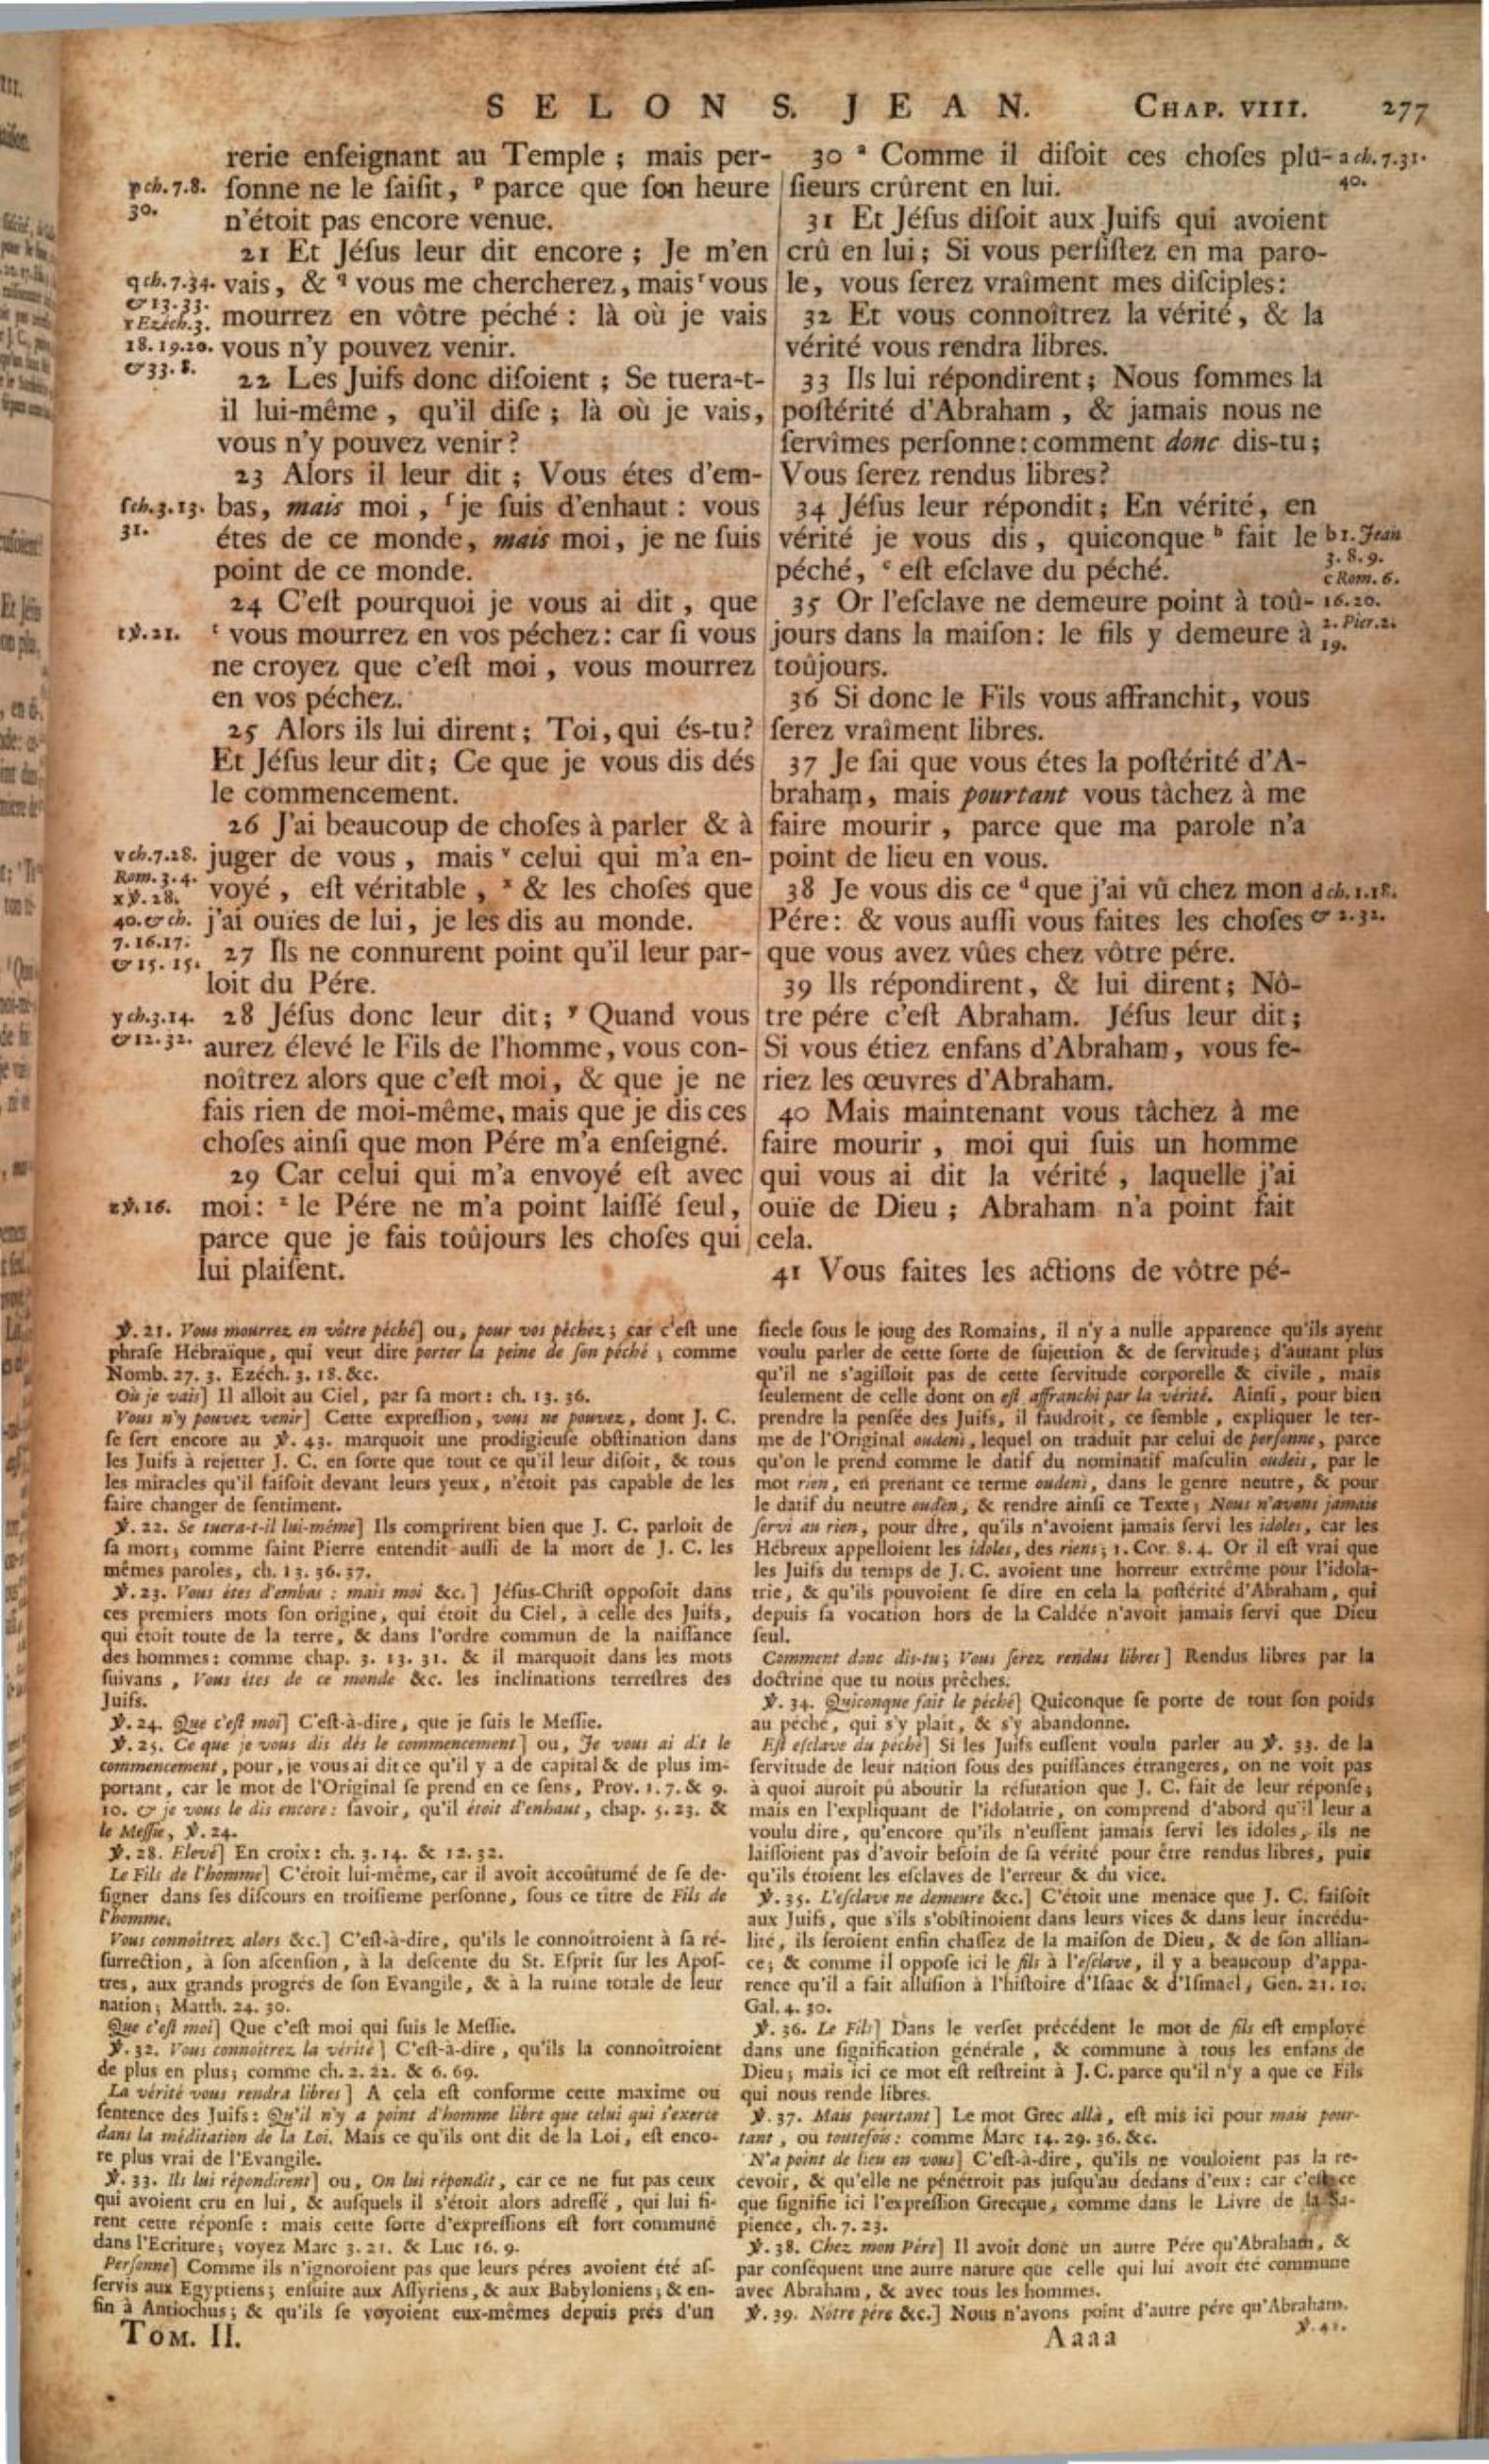 SELON S. JEAN. CHAP. VIII. 277
rerie enſeignant au Temple ; mais per-
ſonne ne le ſaiſit, ᵖ parce que ſon heure
n'étoit pas encore venue.
21 Et Jéſus leur dit encore ; Je m'en
vais, & ᑫ vous me chercherez, mais ʳ vous
mourrez en vôtre péché : là où je vais
vous n'y pouvez venir.
22 Les Juifs donc diſoient ; Se tuera-t-
il lui-même, qu'il diſe ; là où je vais,
vous n'y pouvez venir ?
23 Alors il leur dit ; Vous étes d'em-
bas, mais moi, ſ je ſuis d'enhaut : vous
étes de ce monde, mais moi, je ne ſuis
point de ce monde.
24 C'eſt pourquoi je vous ai dit, que
ᵗ vous mourrez en vos péchez : car ſi vous
ne croyez que c'eſt moi, vous mourrez
en vos péchez.
25 Alors ils lui dirent ; Toi, qui és-tu ?
Et Jéſus leur dit ; Ce que je vous dis dés
le commencement.
26 J'ai beaucoup de choſes à parler & à
juger de vous, mais ᵛ celui qui m'a en-
voyé, eſt véritable, ˣ & les choſes que
j'ai ouïes de lui, je les dis au monde.
27 Ils ne connurent point qu'il leur par-
loit du Pére.
28 Jéſus donc leur dit ; ʸ Quand vous
aurez élevé le Fils de l'homme, vous con-
noîtrez alors que c'eſt moi, & que je ne
fais rien de moi-même, mais que je dis ces
choſes ainſi que mon Pére m'a enſeigné.
29 Car celui qui m'a envoyé eſt avec
moi : ᶻ le Pére ne m'a point laiſſé ſeul,
parce que je fais toûjours les choſes qui
lui plaiſent.
p ch. 7. 8.
30.
q ch. 7. 34.
& 13. 33.
r Ezéch. 3.
18. 19. 20.
& 33. 8.
ſ ch. 3. 13.
31.
t ℣. 21.
v ch. 7. 28.
Rom. 3. 4.
x ℣. 28.
40. & ch.
7. 16. 17.
& 15. 15.
y ch. 3. 14.
& 12. 32.
z ℣. 16.
30 ᵃ Comme il diſoit ces choſes plu-
ſieurs crûrent en lui.
31 Et Jéſus diſoit aux Juifs qui avoient
crû en lui ; Si vous perſiſtez en ma paro-
le, vous ſerez vraîment mes diſciples :
32 Et vous connoîtrez la vérité, & la
vérité vous rendra libres.
33 Ils lui répondirent ; Nous ſommes la
poſtérité d'Abraham, & jamais nous ne
ſervîmes perſonne : comment donc dis-tu ;
Vous ſerez rendus libres ?
34 Jéſus leur répondit ; En vérité, en
vérité je vous dis, quiconque ᵇ fait le
péché, ᶜ eſt eſclave du péché.
35 Or l'eſclave ne demeure point à toû-
jours dans la maiſon : le fils y demeure à
toûjours.
36 Si donc le Fils vous affranchit, vous
ſerez vraîment libres.
37 Je ſai que vous étes la poſtérité d'A-
braham, mais pourtant vous tâchez à me
faire mourir, parce que ma parole n'a
point de lieu en vous.
38 Je vous dis ce ᵈ que j'ai vû chez mon
Pére : & vous auſſi vous faites les choſes
que vous avez vûes chez vôtre pére.
39 Ils répondirent, & lui dirent ; Nô-
tre pére c'eſt Abraham. Jéſus leur dit ;
Si vous étiez enfans d'Abraham, vous fe-
riez les œuvres d'Abraham.
40 Mais maintenant vous tâchez à me
faire mourir, moi qui ſuis un homme
qui vous ai dit la vérité, laquelle j'ai
ouïe de Dieu ; Abraham n'a point fait
cela.
41 Vous faites les actions de vôtre pé-
a ch. 7. 31.
40.
b 1. Jean
3. 8. 9.
c Rom. 6.
16. 20.
2. Pier. 2.
19.
d ch. 1. 18.
& 2. 32.
℣. 21. Vous mourrez en vôtre péché] ou, pour vos péchez ; car c'eſt une
phraſe Hébraïque, qui veut dire porter la peine de ſon péché ; comme
Nomb. 27. 3. Ezéch. 3. 18. &c.
Où je vais] Il alloit au Ciel, par ſa mort : ch. 13. 36.
Vous n'y pouvez venir] Cette expreſſion, vous ne pouvez, dont J. C.
ſe ſert encore au ℣. 43. marquoit une prodigieuſe obſtination dans
les Juifs à rejetter J. C. en ſorte que tout ce qu'il leur diſoit, & tous
les miracles qu'il faiſoit devant leurs yeux, n'étoit pas capable de les
faire changer de ſentiment.
℣. 22. Se tuera-t-il lui-même] Ils comprirent bien que J. C. parloit de
ſa mort ; comme ſaint Pierre entendit auſſi de la mort de J. C. les
mêmes paroles, ch. 13. 36. 37.
℣. 23. Vous étes d'embas : mais moi &c.] Jéſus-Chriſt oppoſoit dans
ces premiers mots ſon origine, qui étoit du Ciel, à celle des Juifs,
qui étoit toute de la terre, & dans l'ordre commun de la naiſſance
des hommes : comme chap. 3. 13. 31. & il marquoit dans les mots
ſuivans, Vous étes de ce monde &c. les inclinations terreſtres des
Juifs.
℣. 24. Que c'eſt moi] C'eſt-à-dire, que je ſuis le Meſſie.
℣. 25. Ce que je vous dis dés le commencement] ou, Je vous ai dit le
commencement, pour, je vous ai dit ce qu'il y a de capital & de plus im-
portant, car le mot de l'Original ſe prend en ce ſens, Prov. 1. 7. & 9.
10. & je vous le dis encore : ſavoir, qu'il étoit d'enhaut, chap. 5. 23. &
le Meſſie, ℣. 24.
℣. 28. Elevé] En croix : ch. 3. 14. & 12. 32.
Le Fils de l'homme] C'étoit lui-même, car il avoit accoûtumé de ſe de-
ſigner dans ſes diſcours en troiſieme perſonne, ſous ce titre de Fils de
l'homme.
Vous connoîtrez alors &c.] C'eſt-à-dire, qu'ils le connoîtroient à ſa ré-
ſurrection, à ſon aſcenſion, à la deſcente du St. Eſprit ſur les Apoſ-
tres, aux grands progrés de ſon Evangile, & à la ruine totale de leur
nation ; Matth. 24. 30.
Que c'eſt moi] Que c'eſt moi qui ſuis le Meſſie.
℣. 32. Vous connoîtrez la vérité] C'eſt-à-dire, qu'ils la connoîtroient
de plus en plus ; comme ch. 2. 22. & 6. 69.
La vérité vous rendra libres] A cela eſt conforme cette maxime ou
ſentence des Juifs : Qu'il n'y a point d'homme libre que celui qui s'exerce
dans la méditation de la Loi. Mais ce qu'ils ont dit de la Loi, eſt enco-
re plus vrai de l'Evangile.
℣. 33. Ils lui répondirent] ou, On lui répondit, car ce ne fut pas ceux
qui avoient cru en lui, & auſquels il s'étoit alors adreſſé, qui lui fi-
rent cette réponſe : mais cette ſorte d'expreſſions eſt fort commune
dans l'Ecriture ; voyez Marc 3. 21. & Luc 16. 9.
Perſonne] Comme ils n'ignoroient pas que leurs péres avoient été aſ-
ſervis aux Egyptiens ; enſuite aux Aſſyriens, & aux Babyloniens ; & en-
fin à Antiochus ; & qu'ils ſe voyoient eux-mêmes depuis prés d'un
ſiecle ſous le joug des Romains, il n'y a nulle apparence qu'ils ayent
voulu parler de cette ſorte de ſujettion & de ſervitude ; d'autant plus
qu'il ne s'agiſſoit pas de cette ſervitude corporelle & civile, mais
ſeulement de celle dont on eſt affranchi par la vérité. Ainſi, pour bien
prendre la penſée des Juifs, il faudroit, ce ſemble, expliquer le ter-
me de l'Original oudeni, lequel on traduit par celui de perſonne, parce
qu'on le prend comme le datif du nominatif maſculin oudeis, par le
mot rien, en prenant ce terme oudeni, dans le genre neutre, & pour
le datif du neutre ouden, & rendre ainſi ce Texte ; Nous n'avons jamais
ſervi au rien, pour dire, qu'ils n'avoient jamais ſervi les idoles, car les
Hébreux appelloient les idoles, des riens ; 1. Cor. 8. 4. Or il eſt vrai que
les Juifs du temps de J. C. avoient une horreur extrême pour l'idola-
trie, & qu'ils pouvoient ſe dire en cela la poſtérité d'Abraham, qui
depuis ſa vocation hors de la Caldée n'avoit jamais ſervi que Dieu
ſeul.
Comment donc dis-tu ; Vous ſerez rendus libres] Rendus libres par la
doctrine que tu nous prêches.
℣. 34. Quiconque fait le péché] Quiconque ſe porte de tout ſon poids
au péché, qui s'y plait, & s'y abandonne.
Eſt eſclave du péché] Si les Juifs euſſent voulu parler au ℣. 33. de la
ſervitude de leur nation ſous des puiſſances étrangeres, on ne voit pas
à quoi auroit pû aboutir la réfutation que J. C. fait de leur réponſe ;
mais en l'expliquant de l'idolatrie, on comprend d'abord qu'il leur a
voulu dire, qu'encore qu'ils n'euſſent jamais ſervi les idoles, ils ne
laiſſoient pas d'avoir beſoin de ſa vérité pour être rendus libres, puis
qu'ils étoient les eſclaves de l'erreur & du vice.
℣. 35. L'eſclave ne demeure &c.] C'étoit une menace que J. C. faiſoit
aux Juifs, que s'ils s'obſtinoient dans leurs vices & dans leur incrédu-
lité, ils ſeroient enfin chaſſez de la maiſon de Dieu, & de ſon allian-
ce ; & comme il oppoſe ici le fils à l'eſclave, il y a beaucoup d'appa-
rence qu'il a fait alluſion à l'hiſtoire d'Iſaac & d'Iſmael, Gen. 21. 10.
Gal. 4. 30.
℣. 36. Le Fils] Dans le verſet précédent le mot de fils eſt employé
dans une ſignification générale, & commune à tous les enfans de
Dieu ; mais ici ce mot eſt reſtreint à J. C. parce qu'il n'y a que ce Fils
qui nous rende libres.
℣. 37. Mais pourtant] Le mot Grec allà, eſt mis ici pour mais pour-
tant, ou toutefois : comme Marc 14. 29. 36. &c.
N'a point de lieu en vous] C'eſt-à-dire, qu'ils ne vouloient pas la re-
cevoir, & qu'elle ne pénétroit pas juſqu'au dedans d'eux : car c'eſt ce
que ſignifie ici l'expreſſion Grecque, comme dans le Livre de la Sa-
pience, ch. 7. 23.
℣. 38. Chez mon Pére] Il avoit donc un autre Pére qu'Abraham, &
par conſéquent une autre nature que celle qui lui avoit été commune
avec Abraham, & avec tous les hommes.
℣. 39. Nôtre pére &c.] Nous n'avons point d'autre pére qu'Abraham.
℣. 41.
TOM. II. Aaaa